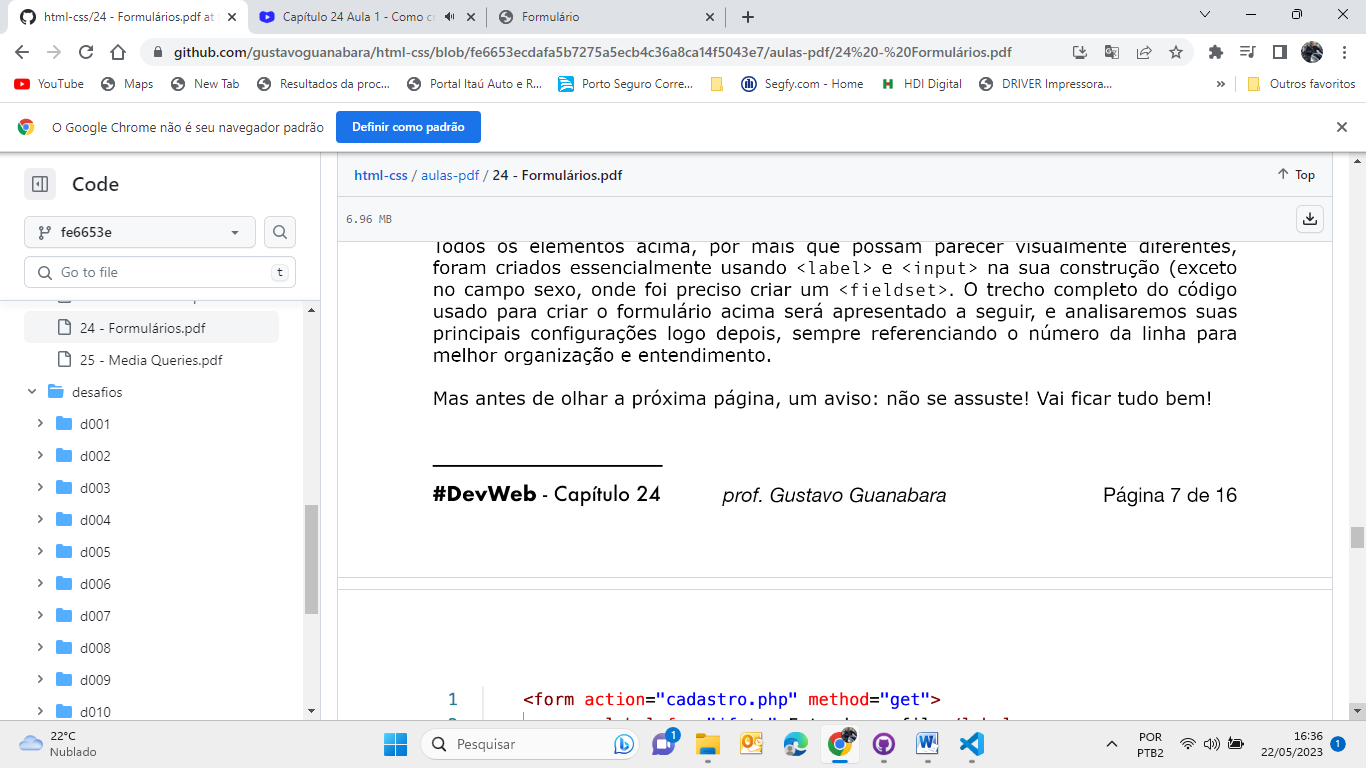 html-css/24 - Formulários.pdf at
Capítulo 24 Aula 1 - Como c
Formulário
github.com/gustavoguanabara/html-css/blob/fe6653ecdafa5b7275a5ecb4c36a8ca14f5043e7/aulas-pdf/24%20-%20Formulários.pdf
YouTube Maps New Tab Resultados da proc... Portal Itaú Auto e R... Porto Seguro Corre... Segfy.com - Home HDI Digital DRIVER Impressora... » Outros favoritos
O Google Chrome não é seu navegador padrão Definir como padrão
Code
fe6653e
Go to file t
24 - Formulários.pdf
25 - Media Queries.pdf
desafios
d001
d002
d003
d004
d005
d006
d007
d008
d009
d010
html-css / aulas-pdf / 24 - Formulários.pdf Top
6.96 MB
Todos os elementos acima, por mais que possam parecer visualmente diferentes,
foram criados essencialmente usando <label> e <input> na sua construção (exceto
no campo sexo, onde foi preciso criar um <fieldset>. O trecho completo do código
usado para criar o formulário acima será apresentado a seguir, e analisaremos suas
principais configurações logo depois, sempre referenciando o número da linha para
melhor organização e entendimento.
Mas antes de olhar a próxima página, um aviso: não se assuste! Vai ficar tudo bem!
#DevWeb - Capítulo 24 prof. Gustavo Guanabara Página 7 de 16
1 <form action="cadastro.php" method="get">
22°C
Nublado
Pesquisar
1
POR
PTB2
16:36
22/05/2023
1